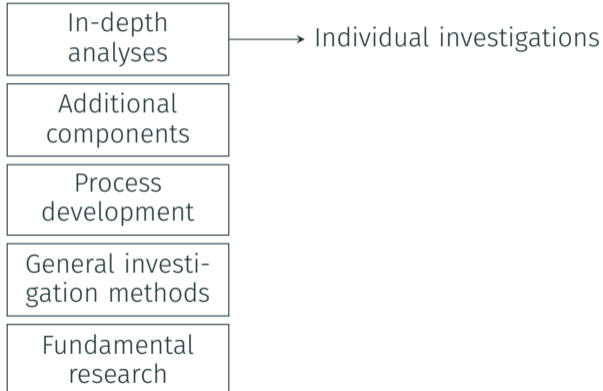 In-depth
analyses
Individual investigations
Additional
components
Process
development
General investi-
gation methods
Fundamental
research